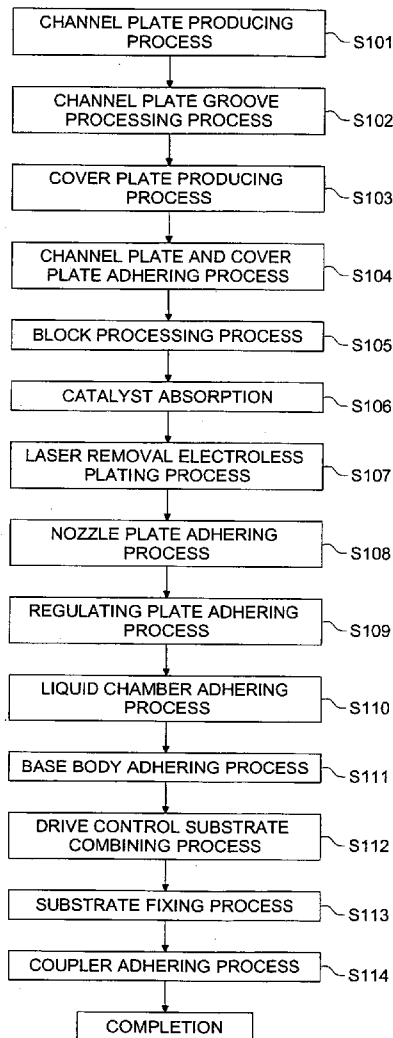 CHANNEL PLATE PRODUCING
PROCESS
S101
CHANNEL PLATE GROOVE
PROCESSING PROCESS
S102
COVER PLATE PRODUCING
PROCESS
S103
CHANNEL PLATE AND COVER
PLATE ADHERING PROCESS
S104
BLOCK PROCESSING PROCESS
S105
CATALYST ABSORPTION
S106
LASER REMOVAL ELECTROLESS
PLATING PROCESS
S107
NOZZLE PLATE ADHERING
PROCESS
S108
REGULATING PLATE ADHERING
PROCESS
S109
LIQUID CHAMBER ADHERING
PROCESS
S110
BASE BODY ADHERING PROCESS
S111
DRIVE CONTROL SUBSTRATE
COMBINING PROCESS
S112
SUBSTRATE FIXING PROCESS
S113
COUPLER ADHERING PROCESS
S114
COMPLETION